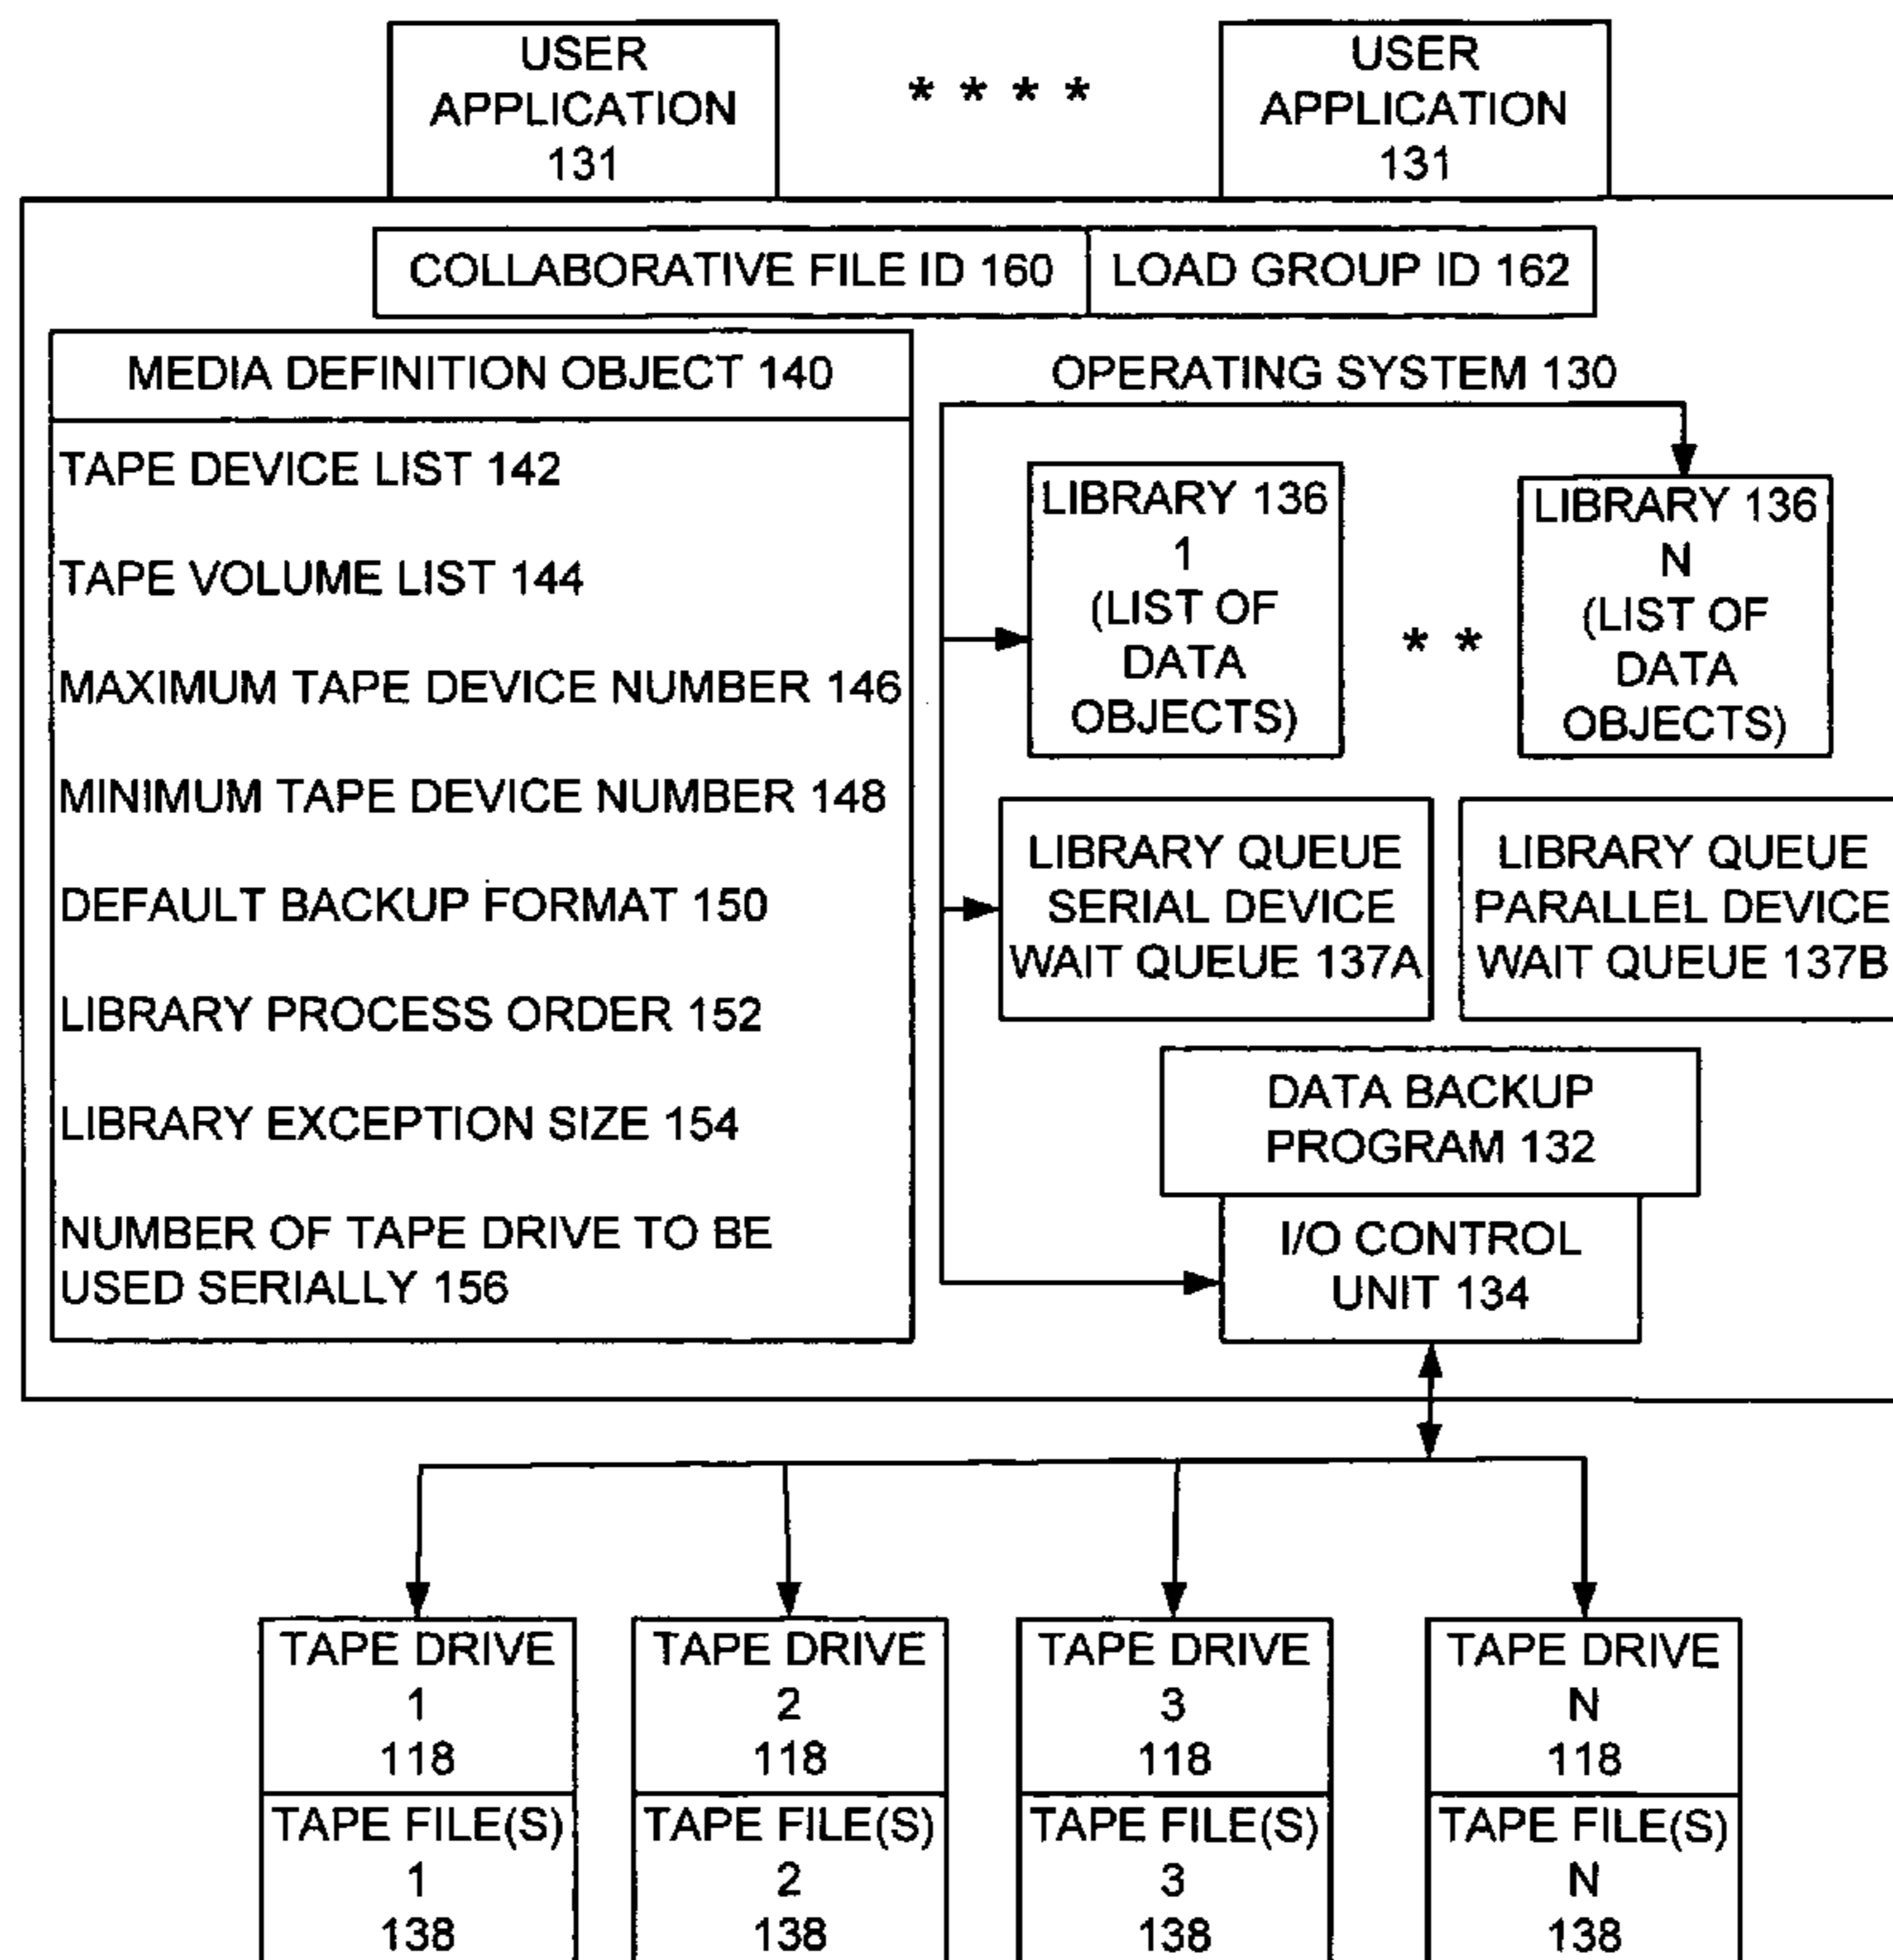 USER
APPLICATION
131
* * * *
USER
APPLICATION
131
COLLABORATIVE FILE ID 160
LOAD GROUP ID 162
MEDIA DEFINITION OBJECT 140
TAPE DEVICE LIST 142
TAPE VOLUME LIST 144
MAXIMUM TAPE DEVICE NUMBER 146
MINIMUM TAPE DEVICE NUMBER 148
DEFAULT BACKUP FORMAT 150
LIBRARY PROCESS ORDER 152
LIBRARY EXCEPTION SIZE 154
NUMBER OF TAPE DRIVE TO BE
USED SERIALLY 156
OPERATING SYSTEM 130
LIBRARY 136
1
(LIST OF
DATA
OBJECTS)
* *
LIBRARY 136
N
(LIST OF
DATA
OBJECTS)
LIBRARY QUEUE
SERIAL DEVICE
WAIT QUEUE 137A
LIBRARY QUEUE
PARALLEL DEVICE
WAIT QUEUE 137B
DATA BACKUP
PROGRAM 132
I/O CONTROL
UNIT 134
TAPE DRIVE
1
118
TAPE FILE(S)
1
138
TAPE DRIVE
2
118
TAPE FILE(S)
2
138
TAPE DRIVE
3
118
TAPE FILE(S)
3
138
TAPE DRIVE
N
118
TAPE FILE(S)
N
138